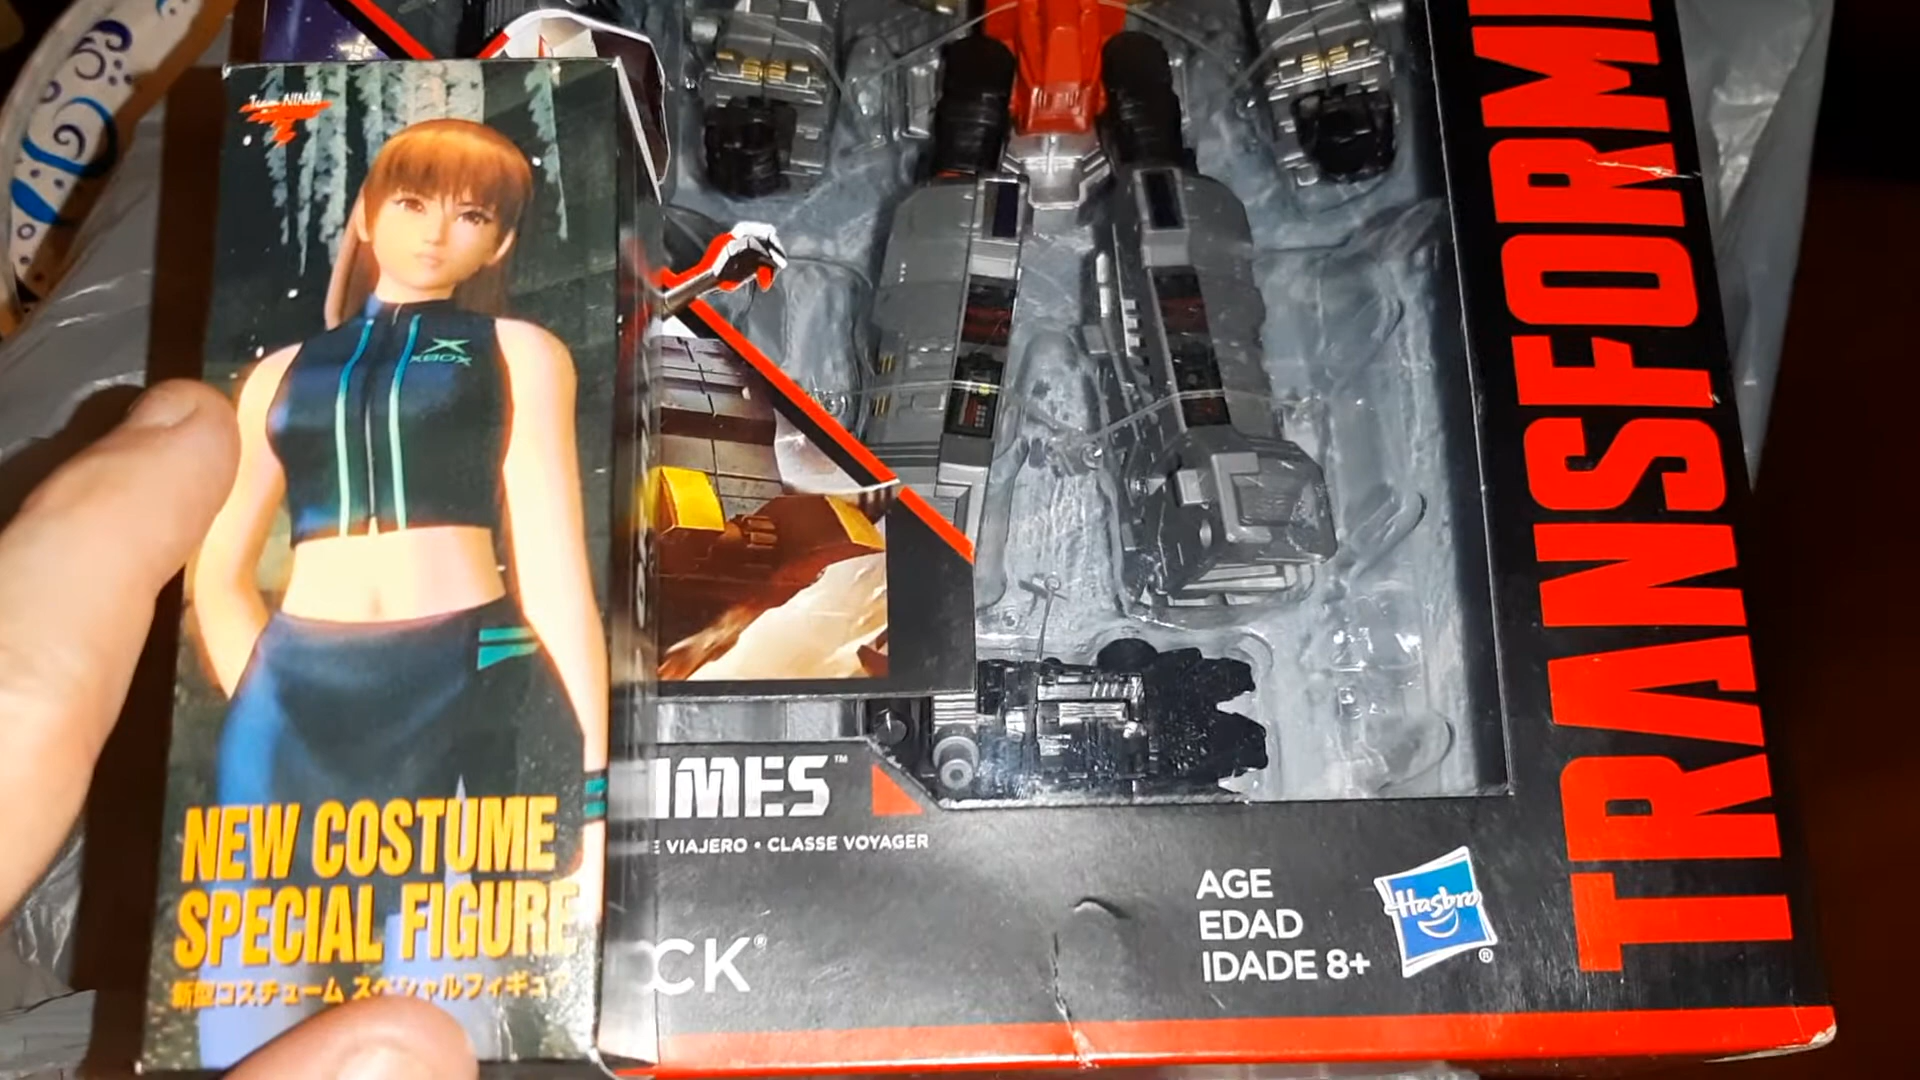 Team NINJA
XBOX
NEW COSTUME
SPECIAL FIGURE
新型コスチューム スペシャルフィギュア
IMES™
VIAJERO • CLASSE VOYAGER
CK®
AGE
EDAD
IDADE 8+
Hasbro®
TRANSFORM